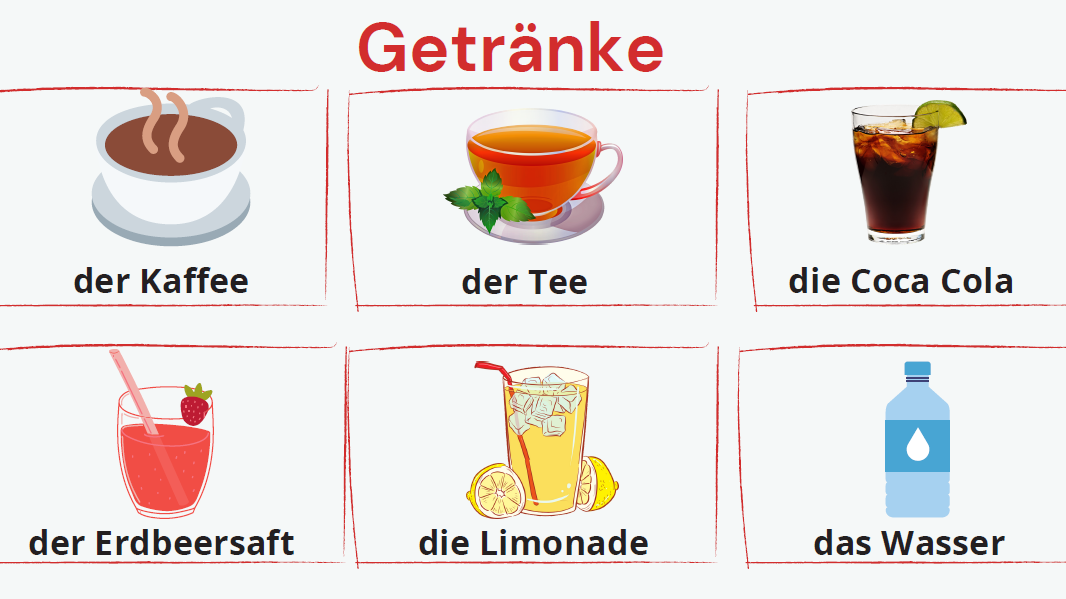 Getränke
der Kaffee
der Tee
die Coca Cola
der Erdbeersaft
die Limonade
das Wasser